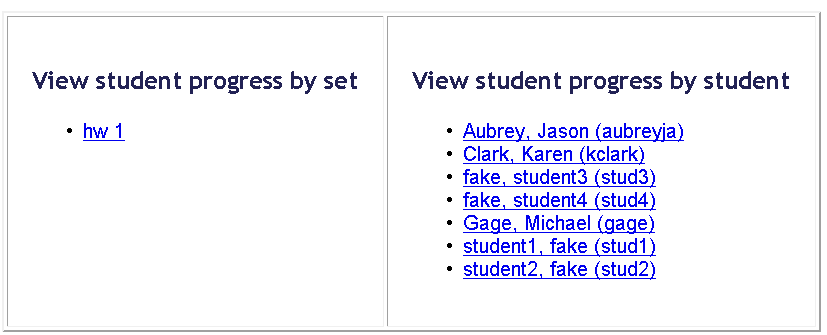 View student progress by set
• hw 1
View student progress by student
• Aubrey, Jason (aubreyja)
• Clark, Karen (kclark)
• fake, student3 (stud3)
• fake, student4 (stud4)
• Gage, Michael (gage)
• student1, fake (stud1)
• student2, fake (stud2)